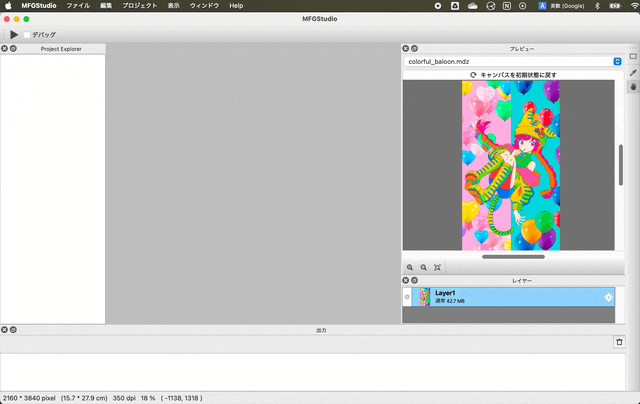 MFGStudio ファイル 編集 プロジェクト 表示 ウィンドウ Help
A 英数 (Google)
MFGStudio
デバッグ
Project Explorer
プレビュー
colorful_baloon.mdz
キャンバスを初期状態に戻す
レイヤー
Layer1
通常 42.7 MB
出力
2160 * 3840 pixel (15.7 * 27.9 cm) 350 dpi 18 % ( -1138, 1318 )